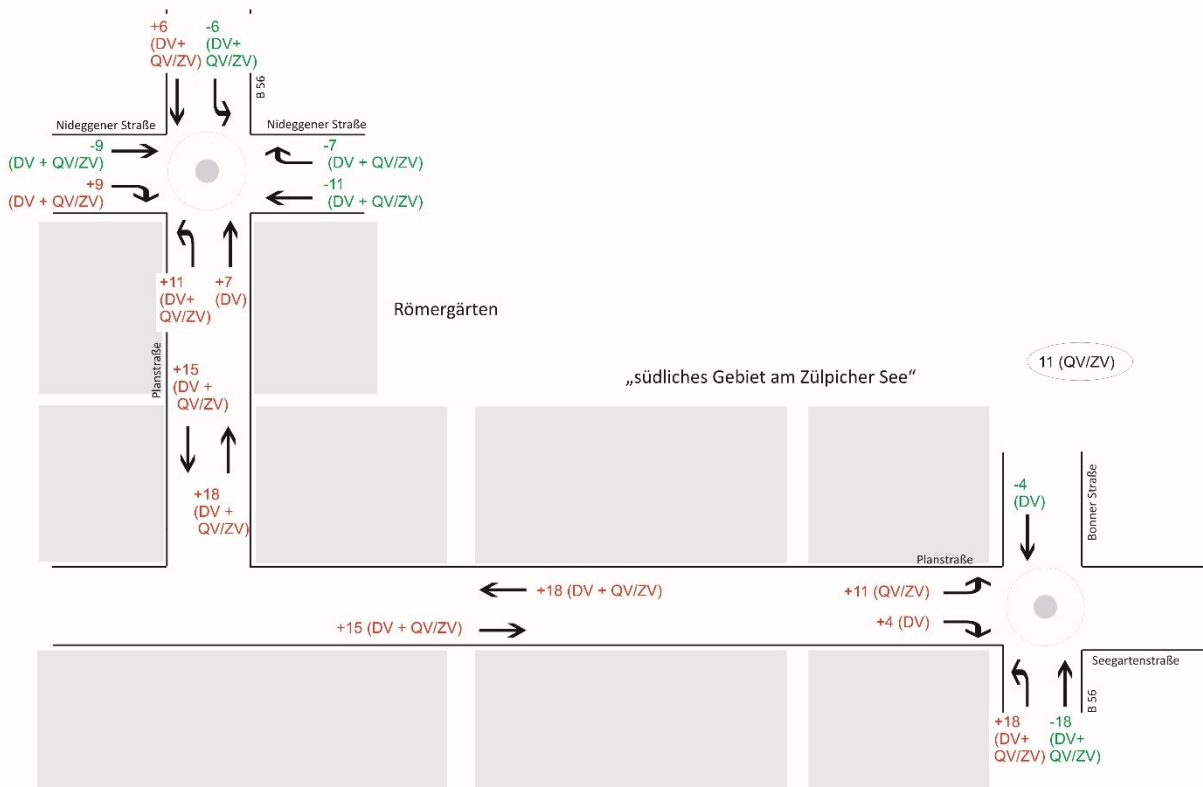 +6
(DV+
QV/ZV)
-6
(DV+
QV/ZV)
B 56
Nideggener Straße
Nideggener Straße
-9
(DV + QV/ZV)
+9
(DV + QV/ZV)
-7
(DV + QV/ZV)
-11
(DV + QV/ZV)
+11
(DV+
QV/ZV)
+7
(DV)
Römergärten
Planstraße
+15
(DV +
QV/ZV)
+18
(DV +
QV/ZV)
„südliches Gebiet am Zülpicher See“
11 (QV/ZV)
-4
(DV)
Bonner Straße
Planstraße
+18 (DV + QV/ZV)
+11 (QV/ZV)
+15 (DV + QV/ZV)
+4 (DV)
Seegartenstraße
B 56
+18
(DV+
QV/ZV)
-18
(DV+
QV/ZV)